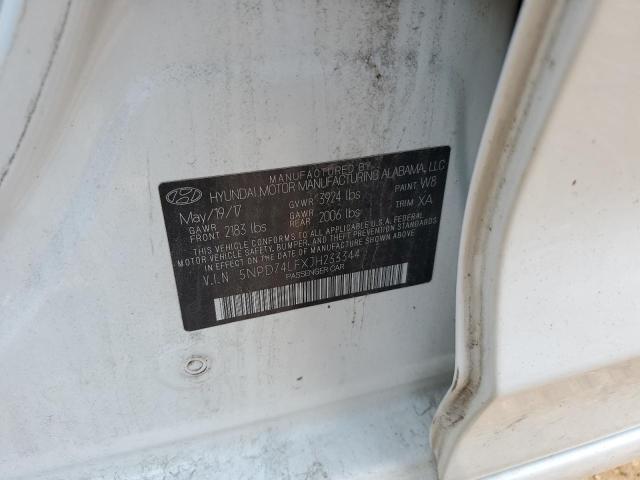 MANUFACTURED BY
HYUNDAI MOTOR MANUFACTURING ALABAMA, LLC
May/19/17 GVWR 3924 lbs PAINT W8
GAWR FRONT 2183 lbs GAWR REAR 2006 lbs TRIM XA
THIS VEHICLE CONFORMS TO ALL APPLICABLE U.S.A. FEDERAL
MOTOR VEHICLE SAFETY, BUMPER, AND THEFT PREVENTION STANDARDS
IN EFFECT ON THE DATE OF MANUFACTURE SHOWN ABOVE.
V.I.N 5NPD74LFXJH233344
PASSENGER CAR